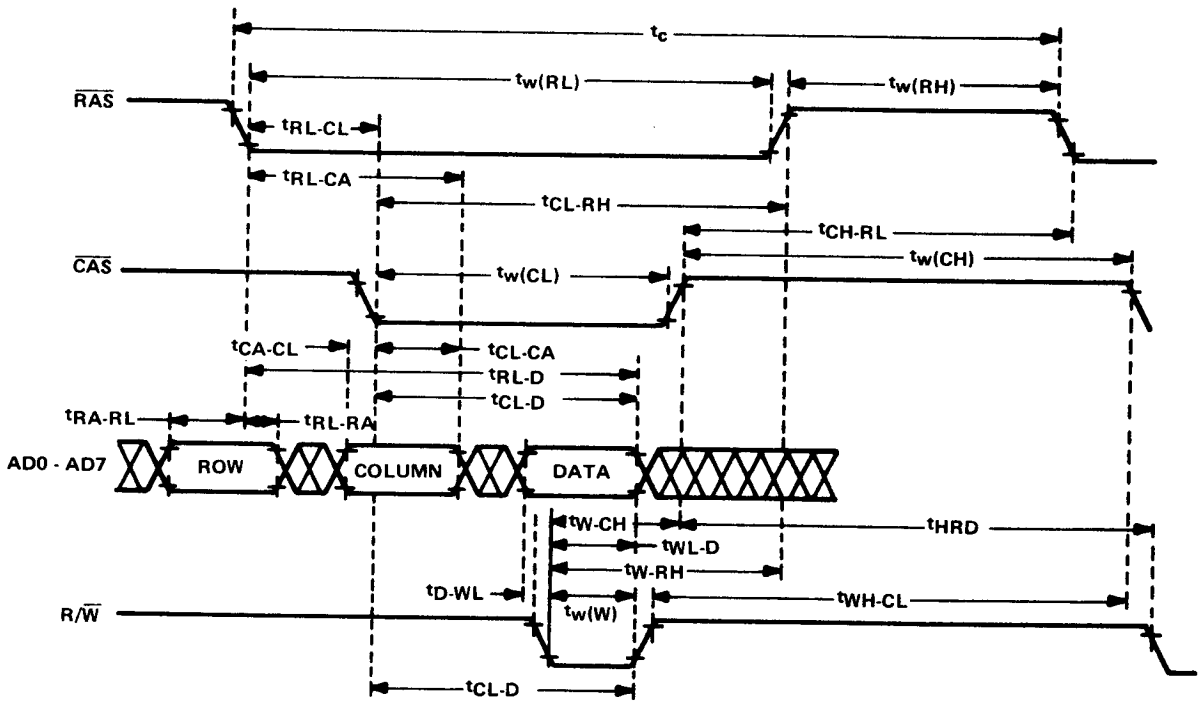 tc
tw(RL)
tw(RH)
R̅A̅S̅
tRL-CL
tRL-CA
tCL-RH
tCH-RL
C̅A̅S̅
tw(CL)
tw(CH)
tCA-CL
tCL-CA
tRL-D
tCL-D
tRA-RL
tRL-RA
AD0 - AD7
ROW
COLUMN
DATA
tW-CH
tHRD
tWL-D
tW-RH
tD-WL
tw(W)
tWH-CL
R/W̅
tCL-D